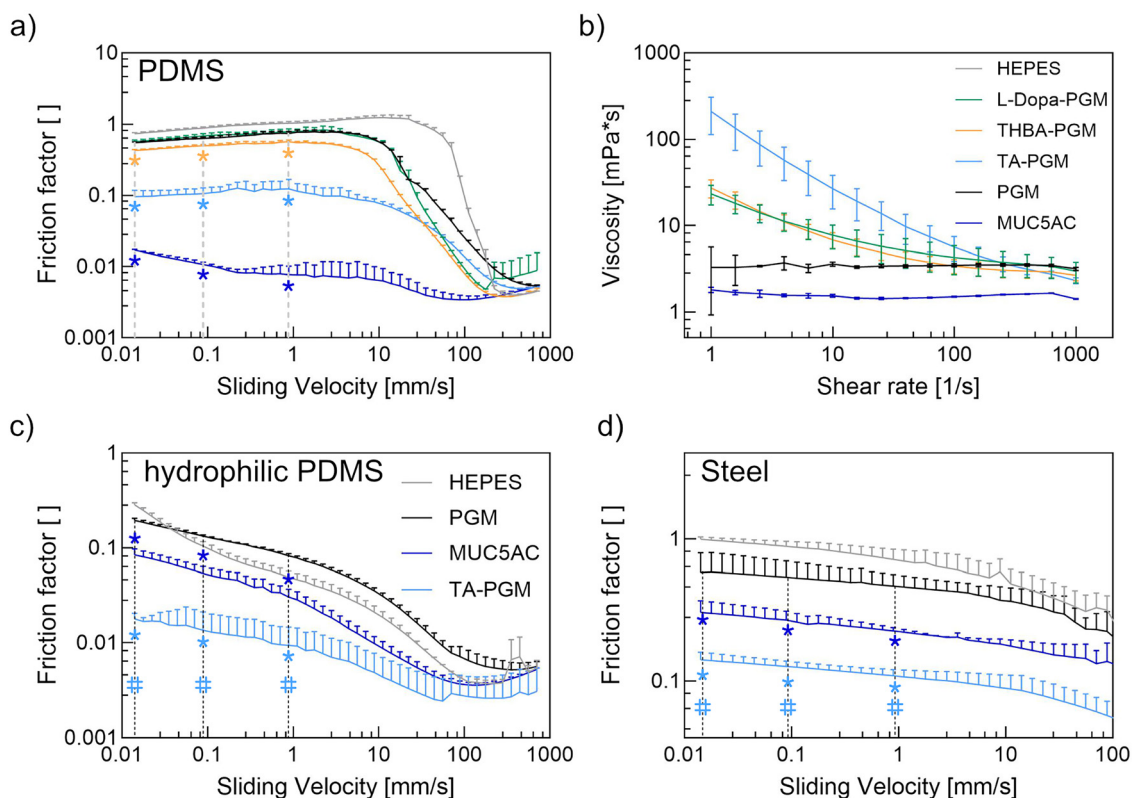 a)
PDMS
Friction factor [ ]
10
1
0.1
0.01
0.001
0.01
0.1
1
10
100
1000
Sliding Velocity [mm/s]
b)
Viscosity [mPa*s]
1000
100
10
1
HEPES
L-Dopa-PGM
THBA-PGM
TA-PGM
PGM
MUC5AC
1
10
100
1000
Shear rate [1/s]
c)
hydrophilic PDMS
Friction factor [ ]
1
0.1
0.01
0.001
HEPES
PGM
MUC5AC
TA-PGM
0.01
0.1
1
10
100
1000
Sliding Velocity [mm/s]
d)
Steel
Friction factor [ ]
1
0.1
0.01
0.1
1
10
100
Sliding Velocity [mm/s]